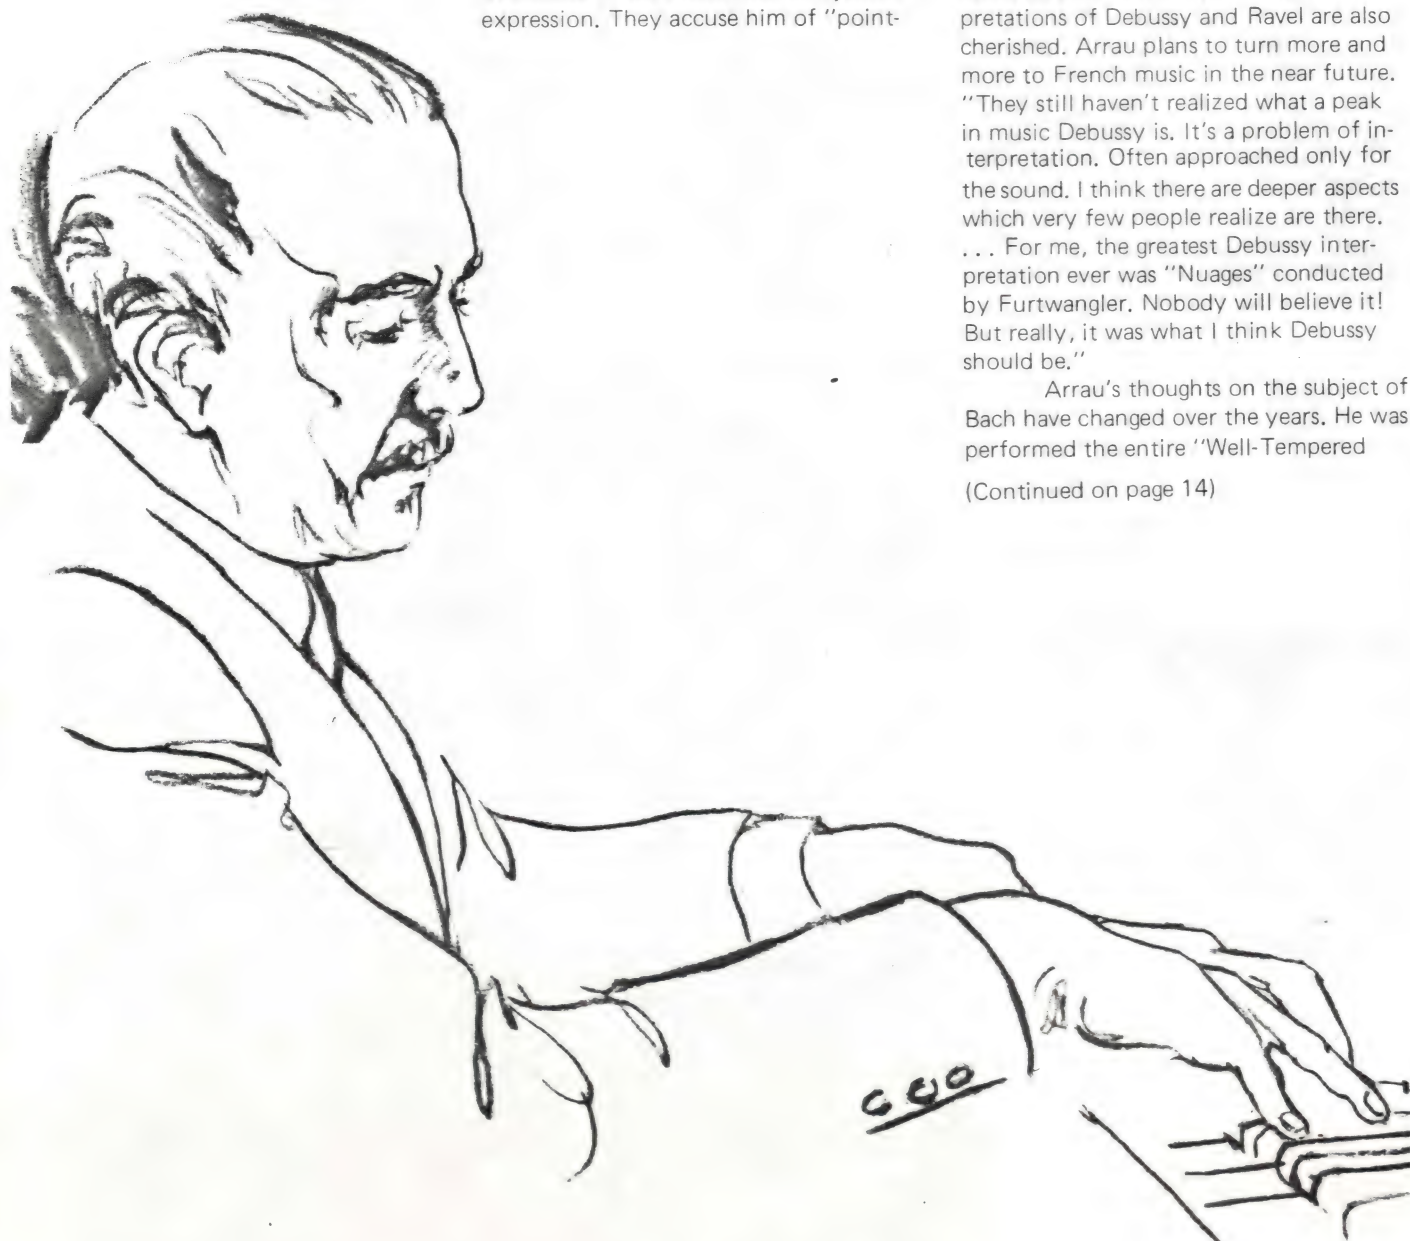 expression. They accuse him of "point-
pretations of Debussy and Ravel are also
cherished. Arrau plans to turn more and
more to French music in the near future.
"They still haven't realized what a peak
in music Debussy is. It's a problem of in-
terpretation. Often approached only for
the sound. I think there are deeper aspects
which very few people realize are there.
... For me, the greatest Debussy inter-
pretation ever was "Nuages" conducted
by Furtwangler. Nobody will believe it!
But really, it was what I think Debussy
should be."
Arrau's thoughts on the subject of
Bach have changed over the years. He was
performed the entire "Well-Tempered
(Continued on page 14)